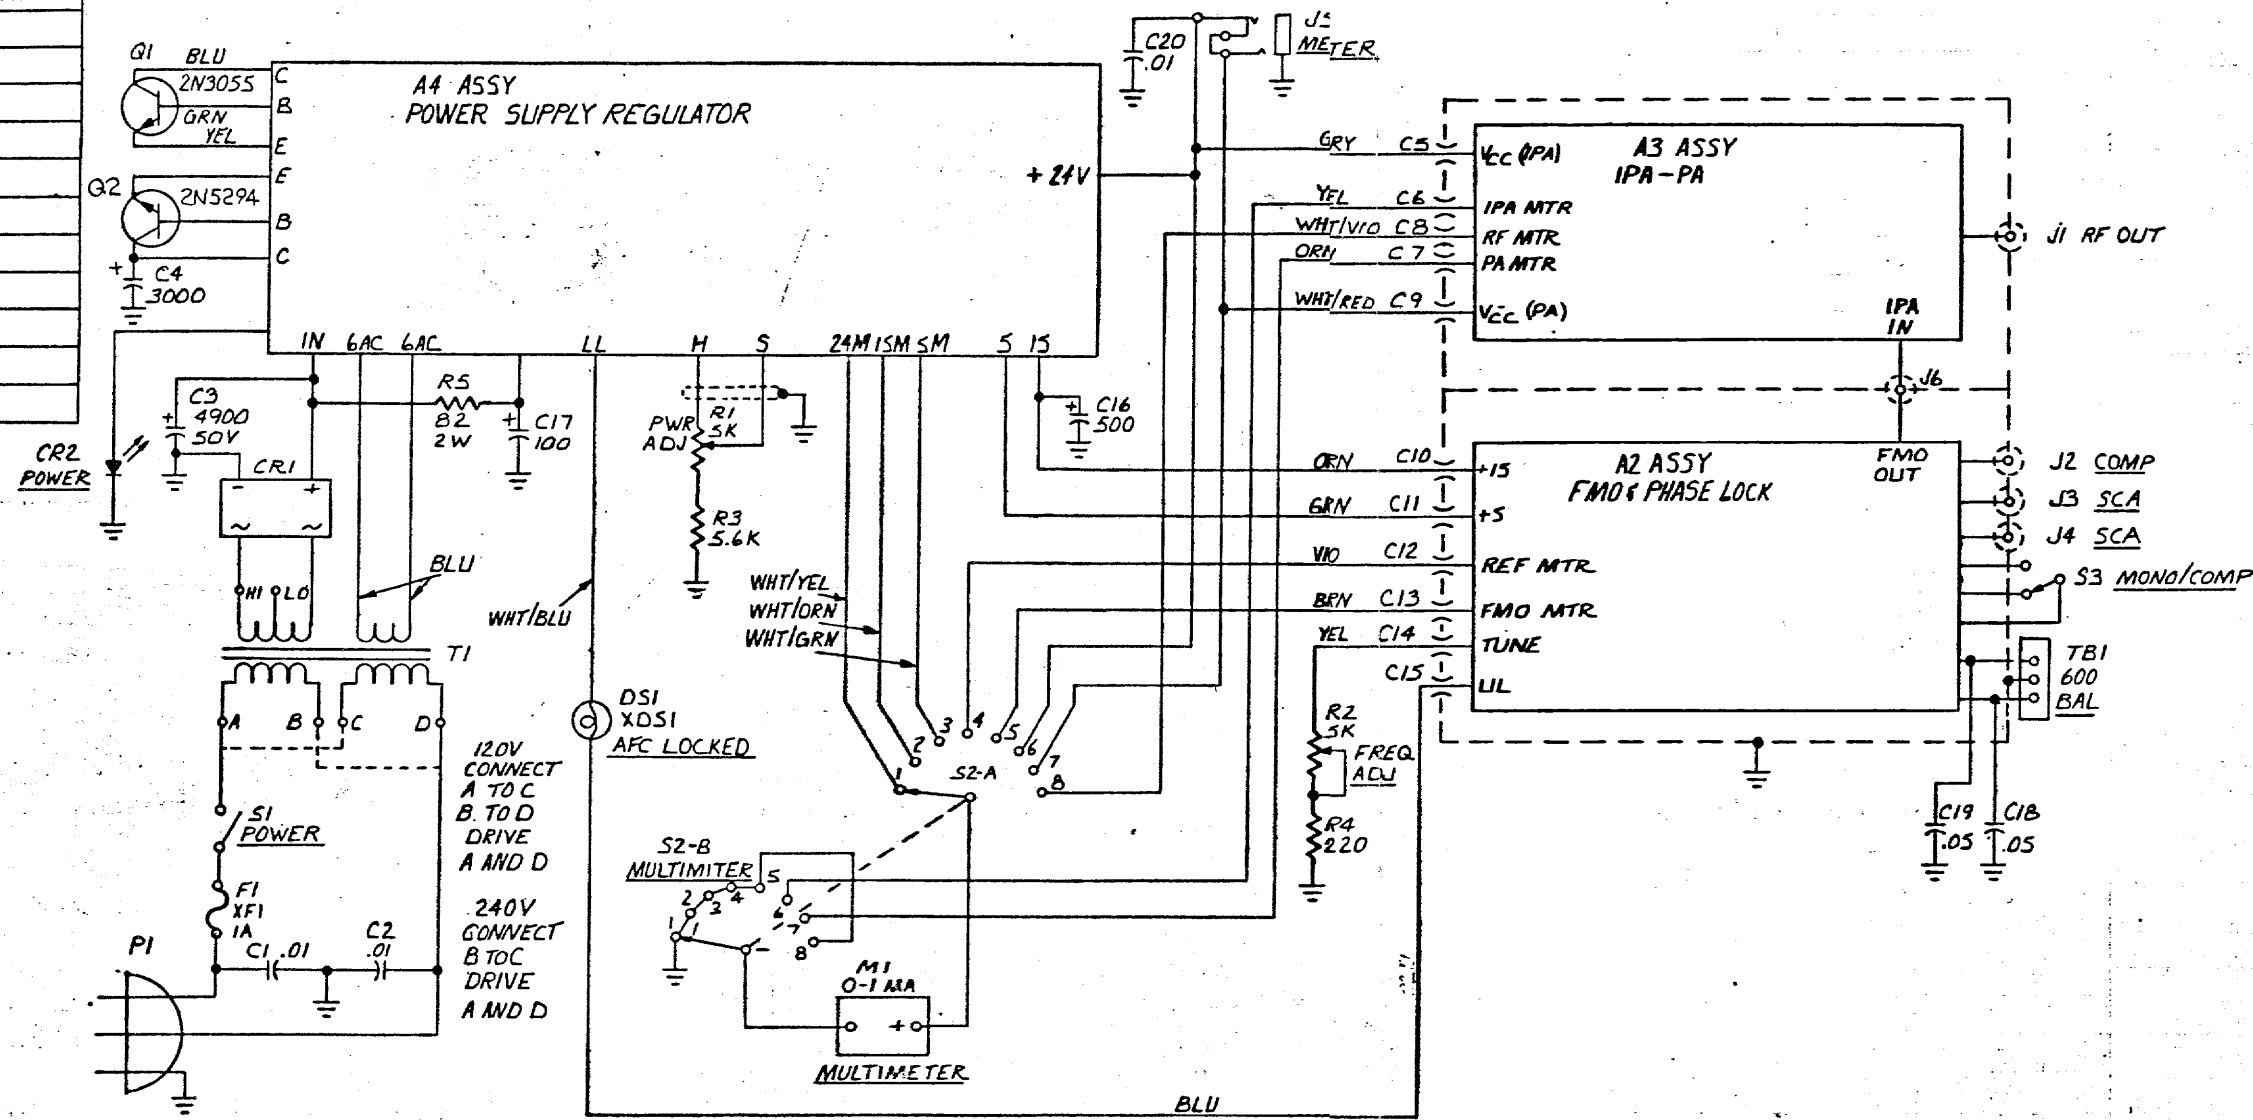 Q1
BLU
2N3055
GRN
YEL
C
B
E
Q2
2N5294
E
B
C
+
C4
3000
A4 ASSY
POWER SUPPLY REGULATOR
+24V
IN
6AC
6AC
LL
H
S
24M
15M
5M
5
15
C20
.01
METER
GRY
C5
YEL
C6
WHT/VIO
C8
ORN
C7
WHT/RED
C9
VCC (IPA)
IPA MTR
RF MTR
PA MTR
VCC (PA)
A3 ASSY
IPA-PA
IPA
IN
J1 RF OUT
J6
C3
4900
50V
+
R5
82
2W
+
C17
100
PWR
ADJ
R1
5K
R3
5.6K
+
C16
500
CR2
POWER
CR1
-
+
~
~
HI
LO
BLU
T1
WHT/BLU
WHT/YEL
WHT/ORN
WHT/GRN
A
B
C
D
120V
CONNECT
A TO C
B TO D
DRIVE
A AND D
240V
CONNECT
B TO C
DRIVE
A AND D
S1
POWER
F1
XF1
1A
P1
C1 .01
C2
.01
DS1
XDS1
AFC LOCKED
1
2
3
4
5
6
7
8
S2-A
S2-B
MULTIMITER
1
2
3
4
5
6
7
8
M1
0-1 MA
+
MULTIMETER
BLU
ORN
C10
GRN
C11
VIO
C12
BRN
C13
YEL
C14
C15
+15
+5
REF MTR
FMO MTR
TUNE
L/L
A2 ASSY
FMO & PHASE LOCK
FMO
OUT
J2 COMP
J3 SCA
J4 SCA
S3 MONO/COMP
TB1
600
BAL
R2
5K
FREQ
ADJ
R4
220
C19
.05
C18
.05